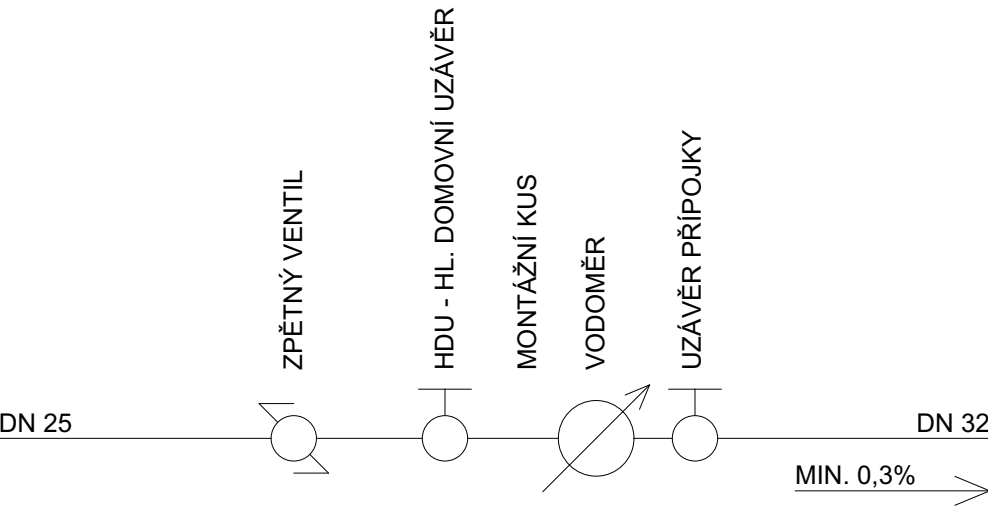 ZPĚTNÝ VENTIL
HDU - HL. DOMOVNÍ UZÁVĚR
MONTÁŽNÍ KUS
VODOMĚR
UZÁVĚR PŘÍPOJKY
DN 25
DN 32
MIN. 0,3%